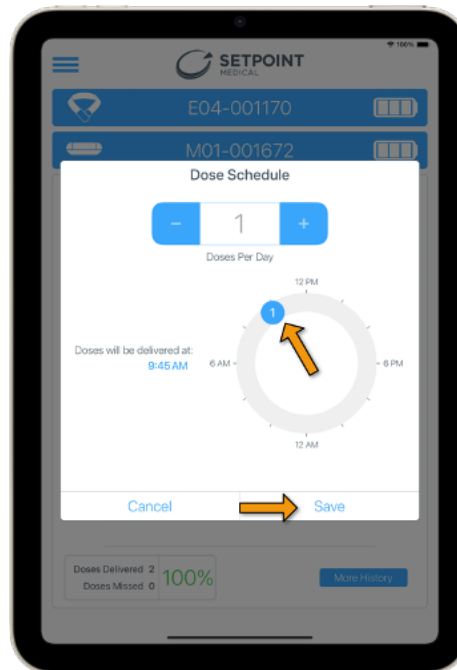 100%
SETPOINT
MEDICAL
E04-001170
M01-001672
Dose Schedule
− 1 +
Doses Per Day
12 PM
1
Doses will be delivered at:
9:45 AM
6 AM
6 PM
12 AM
Cancel
Save
Doses Delivered 2
Doses Missed 0
100%
More History